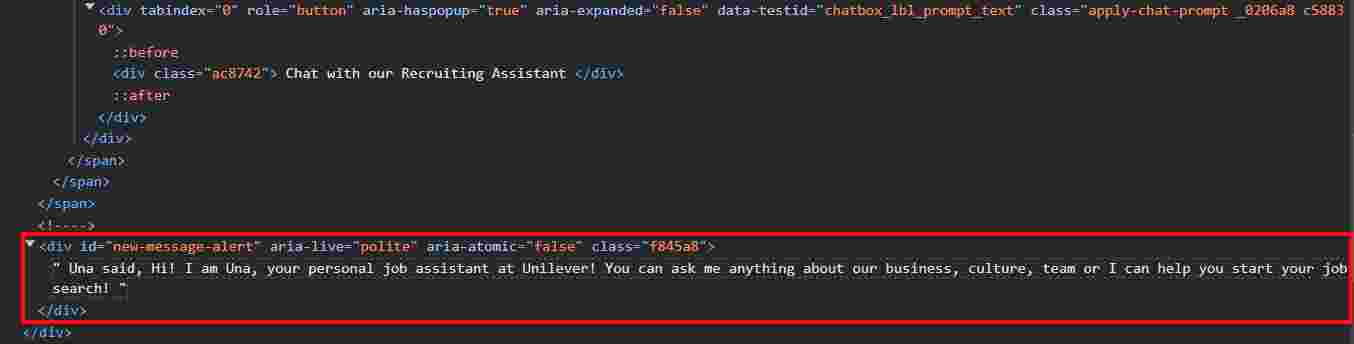 <div tabindex="0" role="button" aria-haspopup="true" aria-expanded="false" data-testid="chatbox_lbl_prompt_text" class="apply-chat-prompt _0206a8 c5883
0">
::before
<div class="ac8742"> Chat with our Recruiting Assistant </div>
::after
</div>
</div>
</span>
</span>
</span>
<!---->
<div id="new-message-alert" aria-live="polite" aria-atomic="false" class="f845a8">
" Una said, Hi! I am Una, your personal job assistant at Unilever! You can ask me anything about our business, culture, team or I can help you start your job
search! "
</div>
</div>